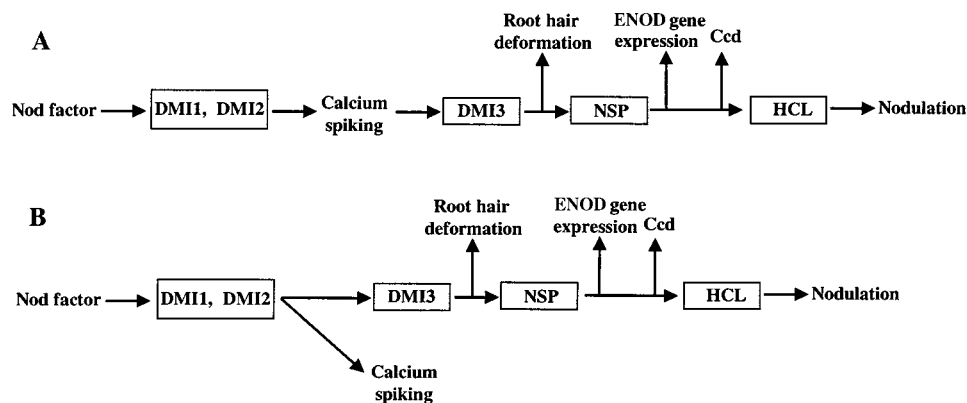 A
Root hair
deformation
ENOD gene
expression
Ccd
Nod factor
DMI1, DMI2
Calcium
spiking
DMI3
NSP
HCL
Nodulation
B
Root hair
deformation
ENOD gene
expression
Ccd
Nod factor
DMI1, DMI2
DMI3
NSP
HCL
Nodulation
Calcium
spiking